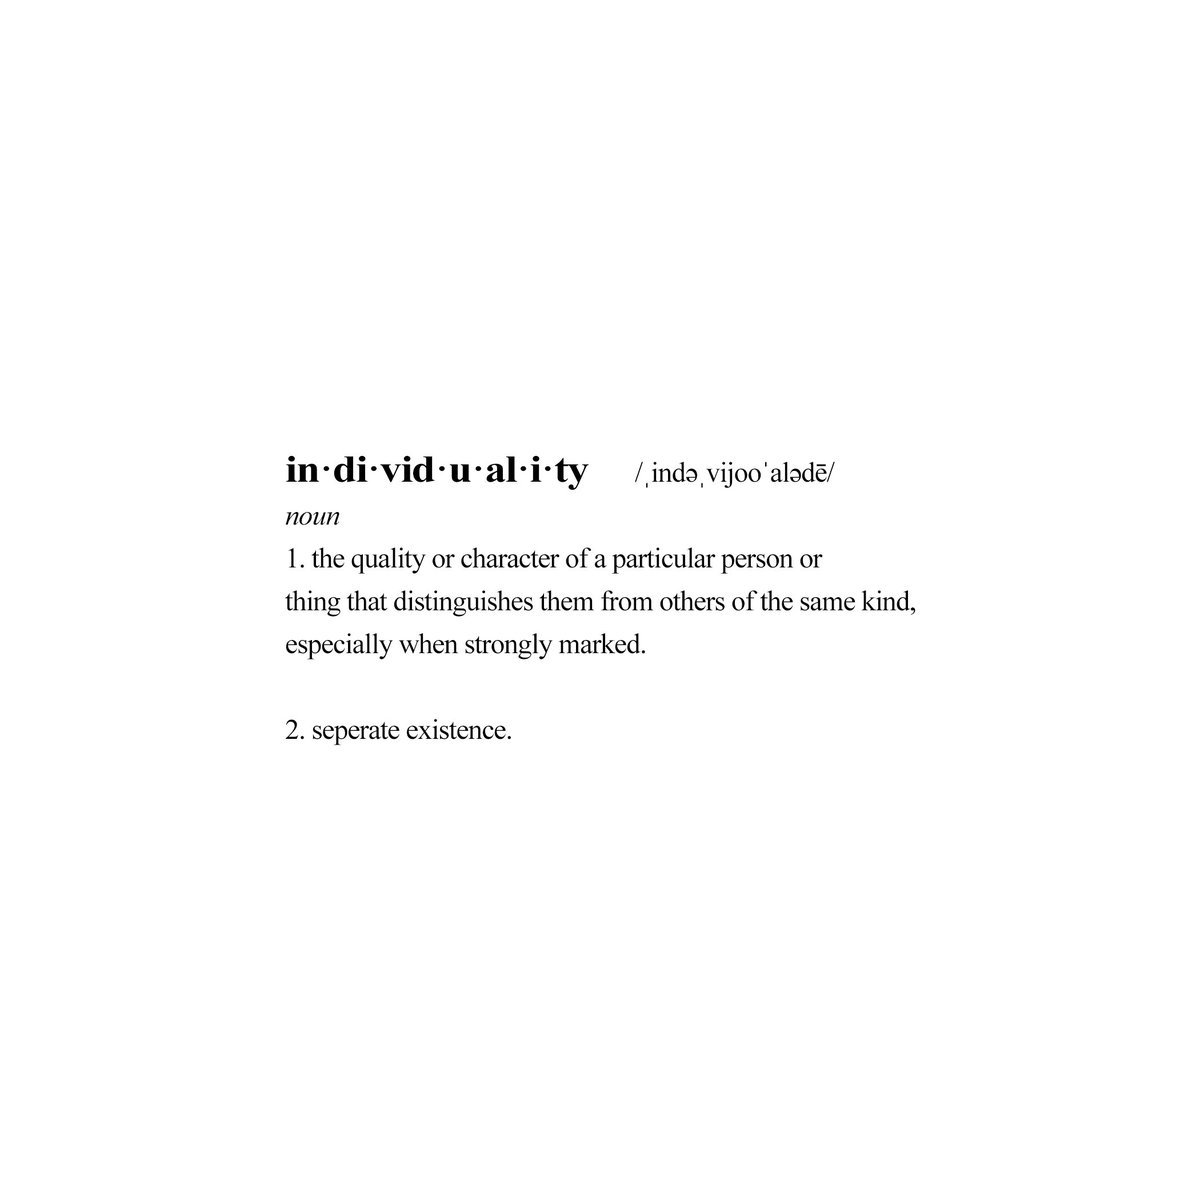 in·di·vid·u·al·i·ty /ˌindəˌvijooˈalədē/
noun
1. the quality or character of a particular person or
thing that distinguishes them from others of the same kind,
especially when strongly marked.
2. seperate existence.